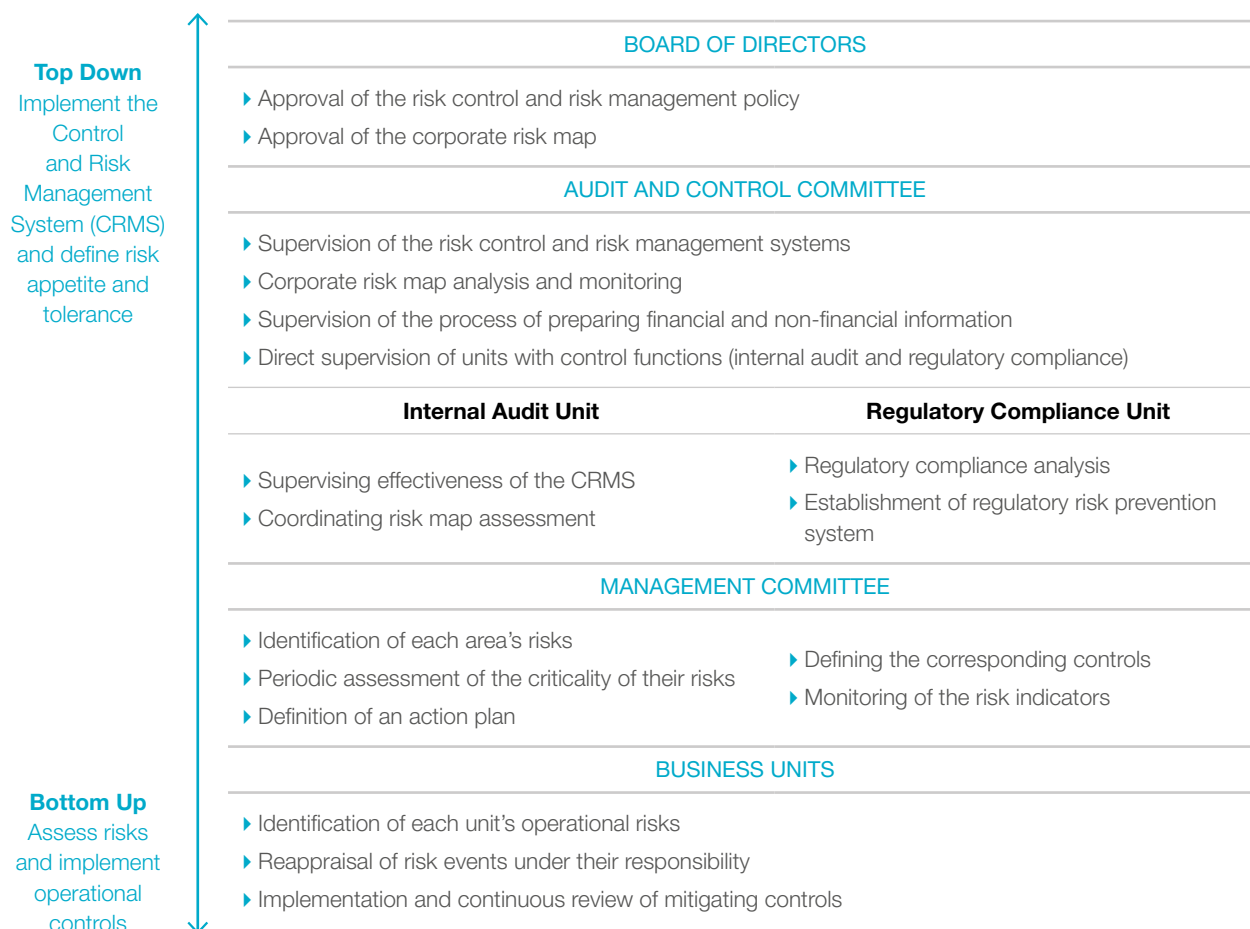 Top Down
Implement the
Control
and Risk
Management
System (CRMS)
and define risk
appetite and
tolerance
Bottom Up
Assess risks
and implement
operational
controls
BOARD OF DIRECTORS
Approval of the risk control and risk management policy
Approval of the corporate risk map
AUDIT AND CONTROL COMMITTEE
Supervision of the risk control and risk management systems
Corporate risk map analysis and monitoring
Supervision of the process of preparing financial and non-financial information
Direct supervision of units with control functions (internal audit and regulatory compliance)
Internal Audit Unit
Supervising effectiveness of the CRMS
Coordinating risk map assessment
Regulatory Compliance Unit
Regulatory compliance analysis
Establishment of regulatory risk prevention
system
MANAGEMENT COMMITTEE
Identification of each area's risks
Periodic assessment of the criticality of their risks
Definition of an action plan
Defining the corresponding controls
Monitoring of the risk indicators
BUSINESS UNITS
Identification of each unit's operational risks
Reappraisal of risk events under their responsibility
Implementation and continuous review of mitigating controls